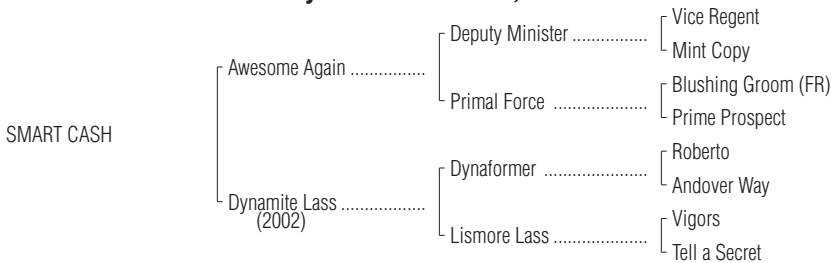 Vice Regent
Deputy Minister ................
Mint Copy
Awesome Again ................
Blushing Groom (FR)
Primal Force ....................
Prime Prospect
SMART CASH
Roberto
Dynaformer ......................
Andover Way
Dynamite Lass ..................
(2002)
Vigors
Lismore Lass ....................
Tell a Secret